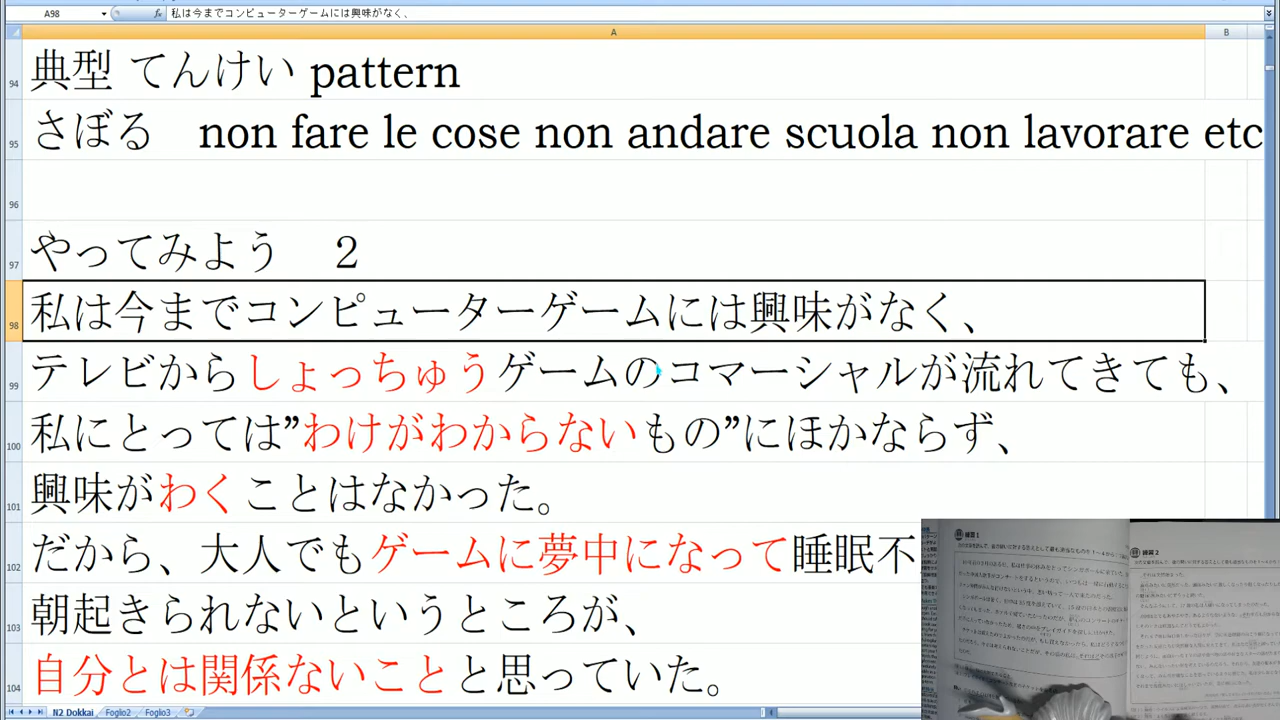 A98 fx 私は今までコンピューターゲームには興味がなく、
A B
94 典型 てんけい pattern
95 さぼる non fare le cose non andare scuola non lavorare etc
96
97 やってみよう ２
98 私は今までコンピューターゲームには興味がなく、
99 テレビからしょっちゅうゲームのコマーシャルが流れてきても、
100 私にとっては”わけがわからないもの”にほかならず、
101 興味がわくことはなかった。
102 だから、大人でもゲームに夢中になって睡眠不
103 朝起きられないというところが、
104 自分とは関係ないことと思っていた。
練習1
練習2
N2 Dokkai Foglio2 Foglio3